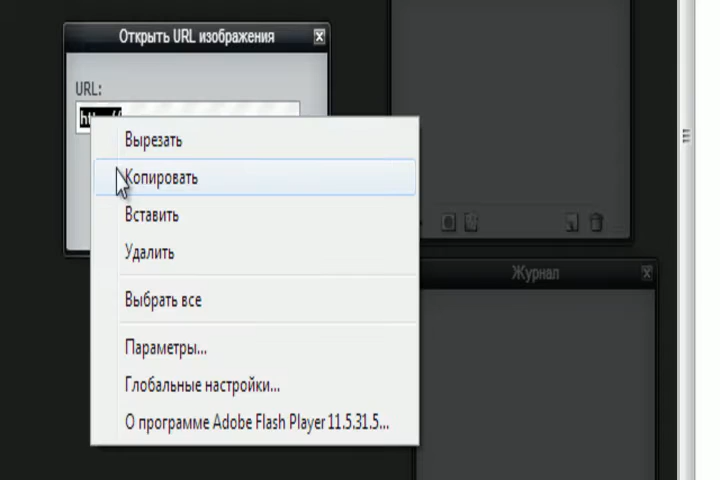 Открыть URL изображения
URL:
Вырезать
Копировать
Вставить
Удалить
Выбрать все
Параметры...
Глобальные настройки...
О программе Adobe Flash Player 11.5.31.5...
Журнал